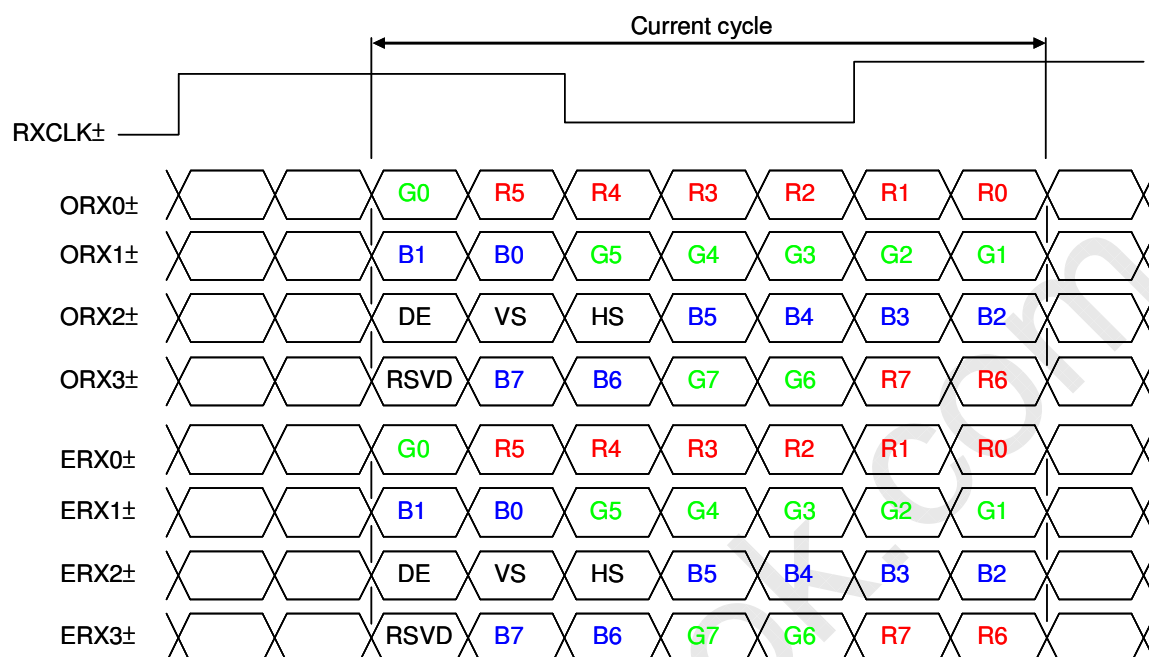 Current cycle
RXCLK±
ORX0± G0 R5 R4 R3 R2 R1 R0
ORX1± B1 B0 G5 G4 G3 G2 G1
ORX2± DE VS HS B5 B4 B3 B2
ORX3± RSVD B7 B6 G7 G6 R7 R6
ERX0± G0 R5 R4 R3 R2 R1 R0
ERX1± B1 B0 G5 G4 G3 G2 G1
ERX2± DE VS HS B5 B4 B3 B2
ERX3± RSVD B7 B6 G7 G6 R7 R6
ok.com